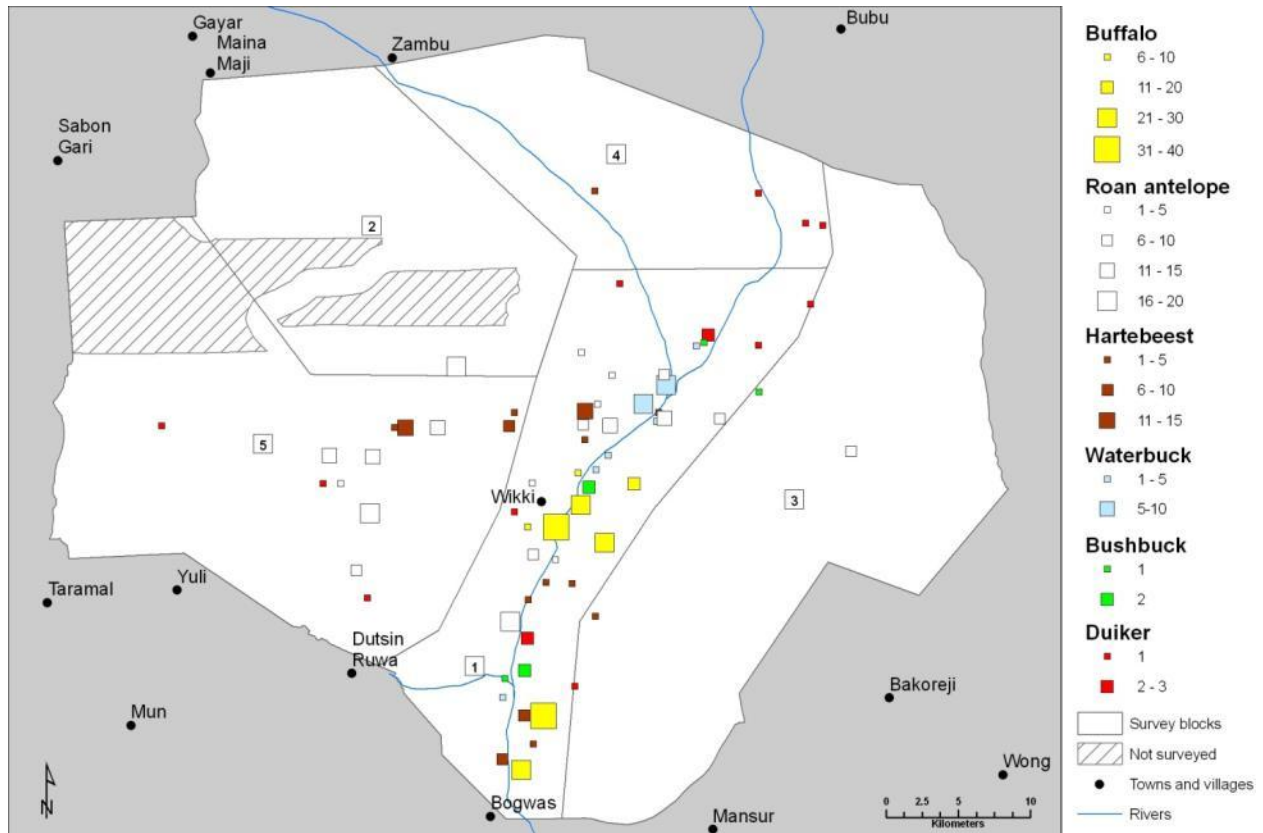 Gayar
Maina
Maji
Zambu
Bubu
Sabon
Gari
4
2
5
Wikki
3
Taramal
Yuli
Dutsin
Ruwa
1
Bakoreji
Mun
Wong
Bogwas
Mansur
N
0 2.5 5 10
Kilometers
Buffalo
6 - 10
11 - 20
21 - 30
31 - 40
Roan antelope
1 - 5
6 - 10
11 - 15
16 - 20
Hartebeest
1 - 5
6 - 10
11 - 15
Waterbuck
1 - 5
5-10
Bushbuck
1
2
Duiker
1
2 - 3
Survey blocks
Not surveyed
Towns and villages
Rivers